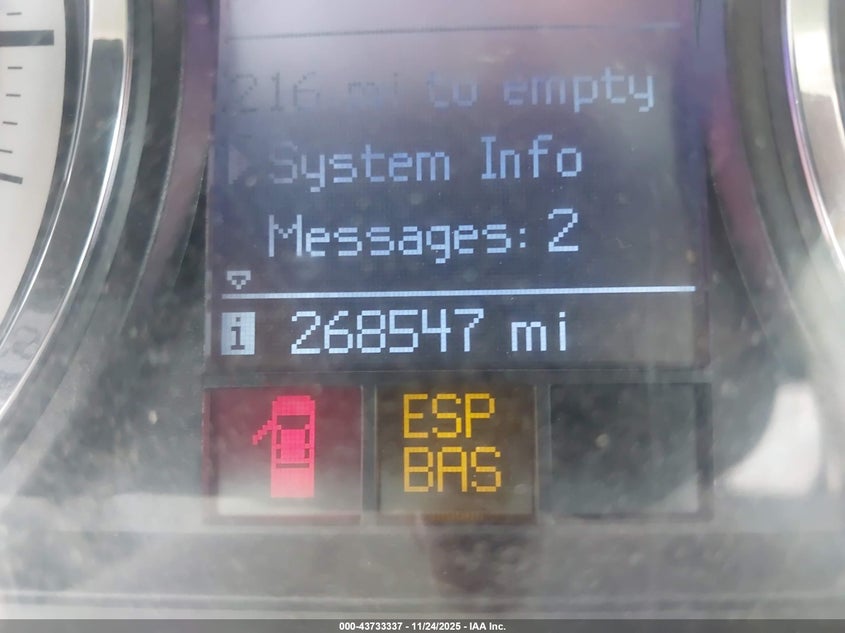 216 mi to empty
System Info
Messages: 2
i 268547 mi
ESP
BAS
000-43733337 - 11/24/2025 - IAA Inc.